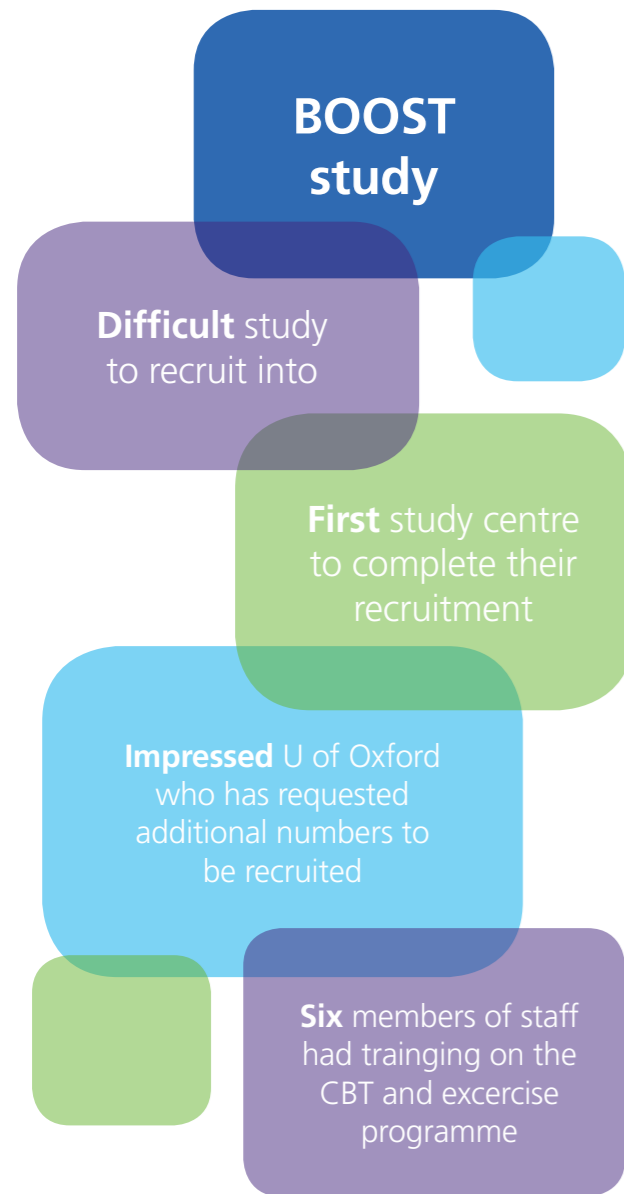 BOOST
study
Difficult study
to recruit into
First study centre
to complete their
recruitment
Impressed U of Oxford
who has requested
additional numbers to
be recruited
Six members of staff
had trainging on the
CBT and excercise
programme